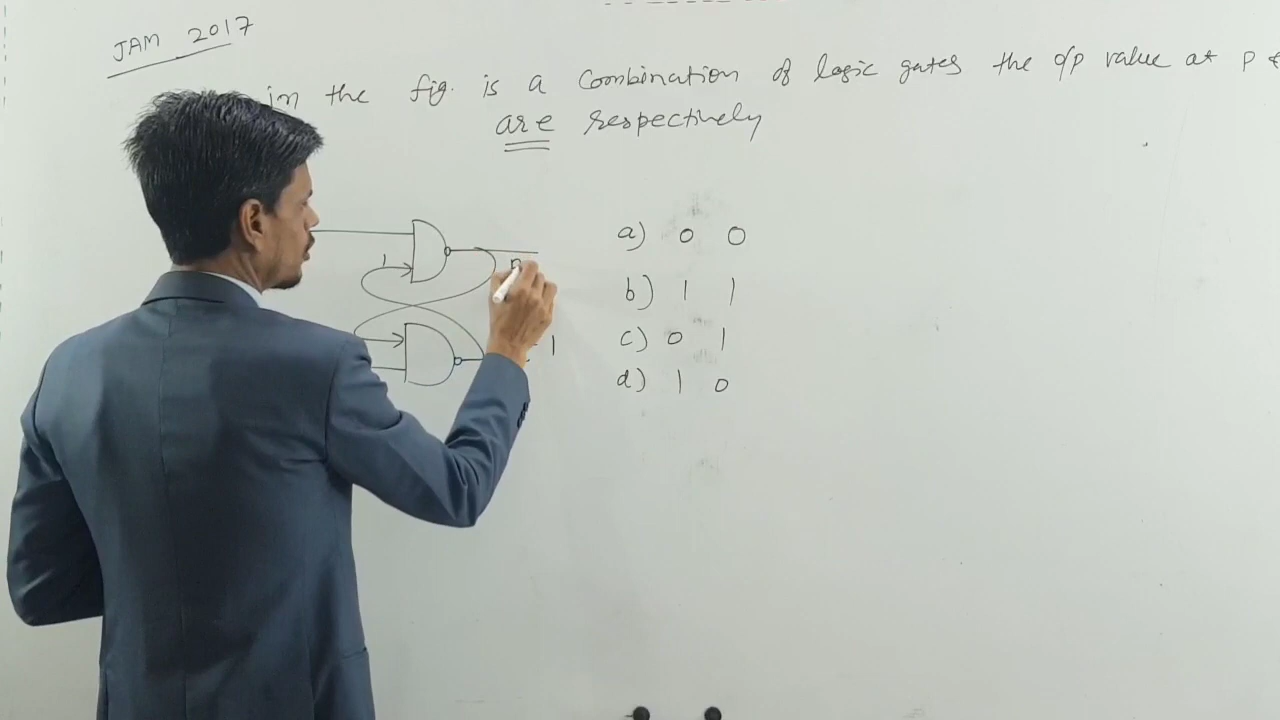 JAM 2017
in the fig. is a Combination of logic gates the o/p value at P &
are respectively
a) 0 0
1
b) 1 1
1
c) 0 1
d) 1 0